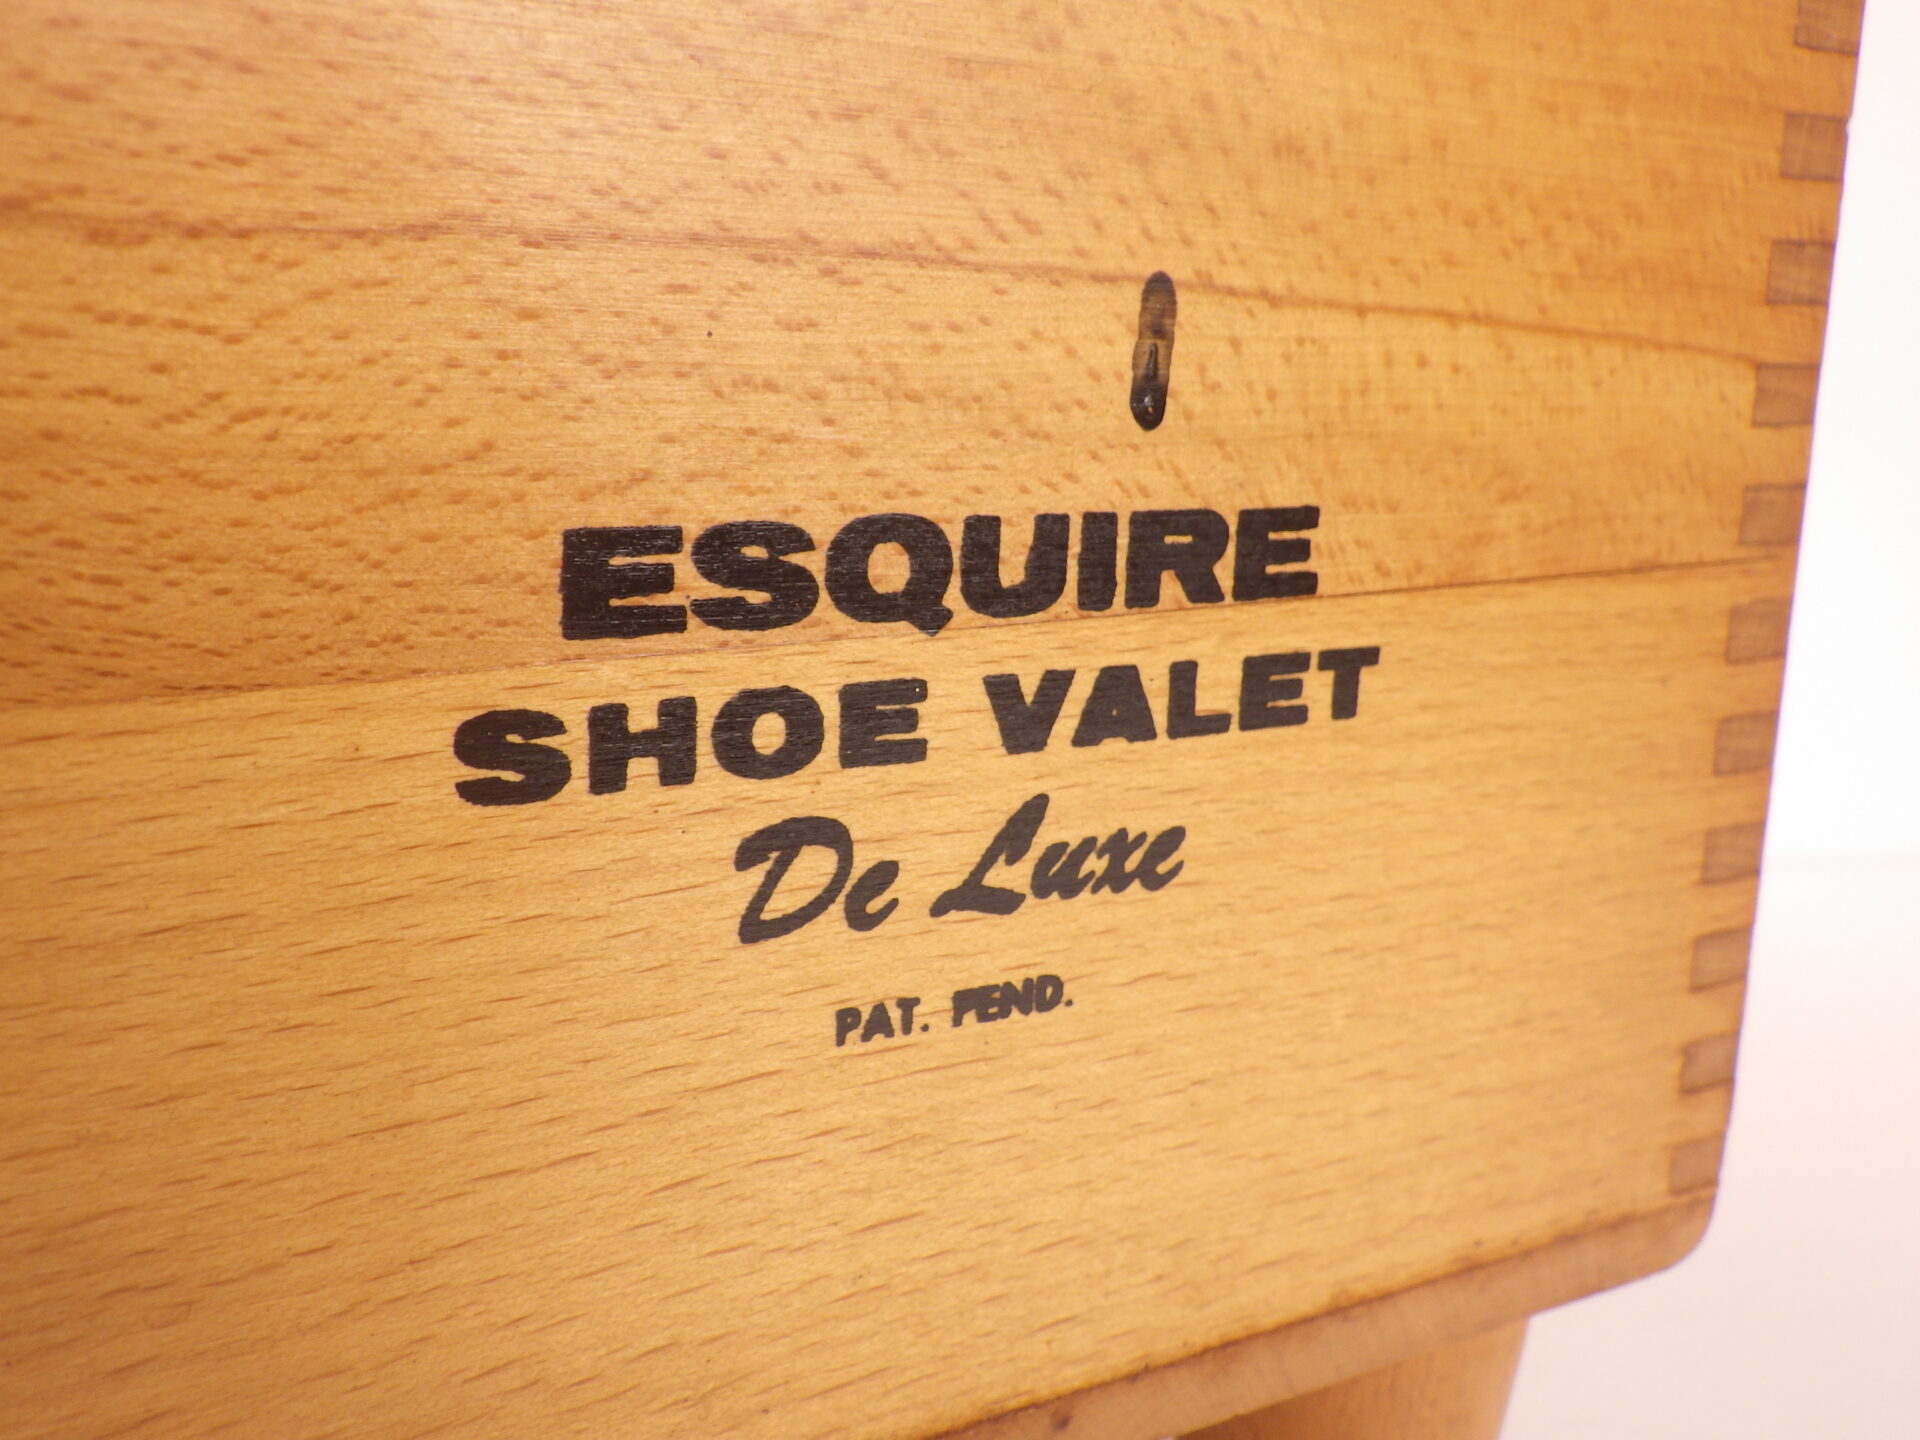 ESQUIRE
SHOE VALET
De Luxe
PAT. PEND.